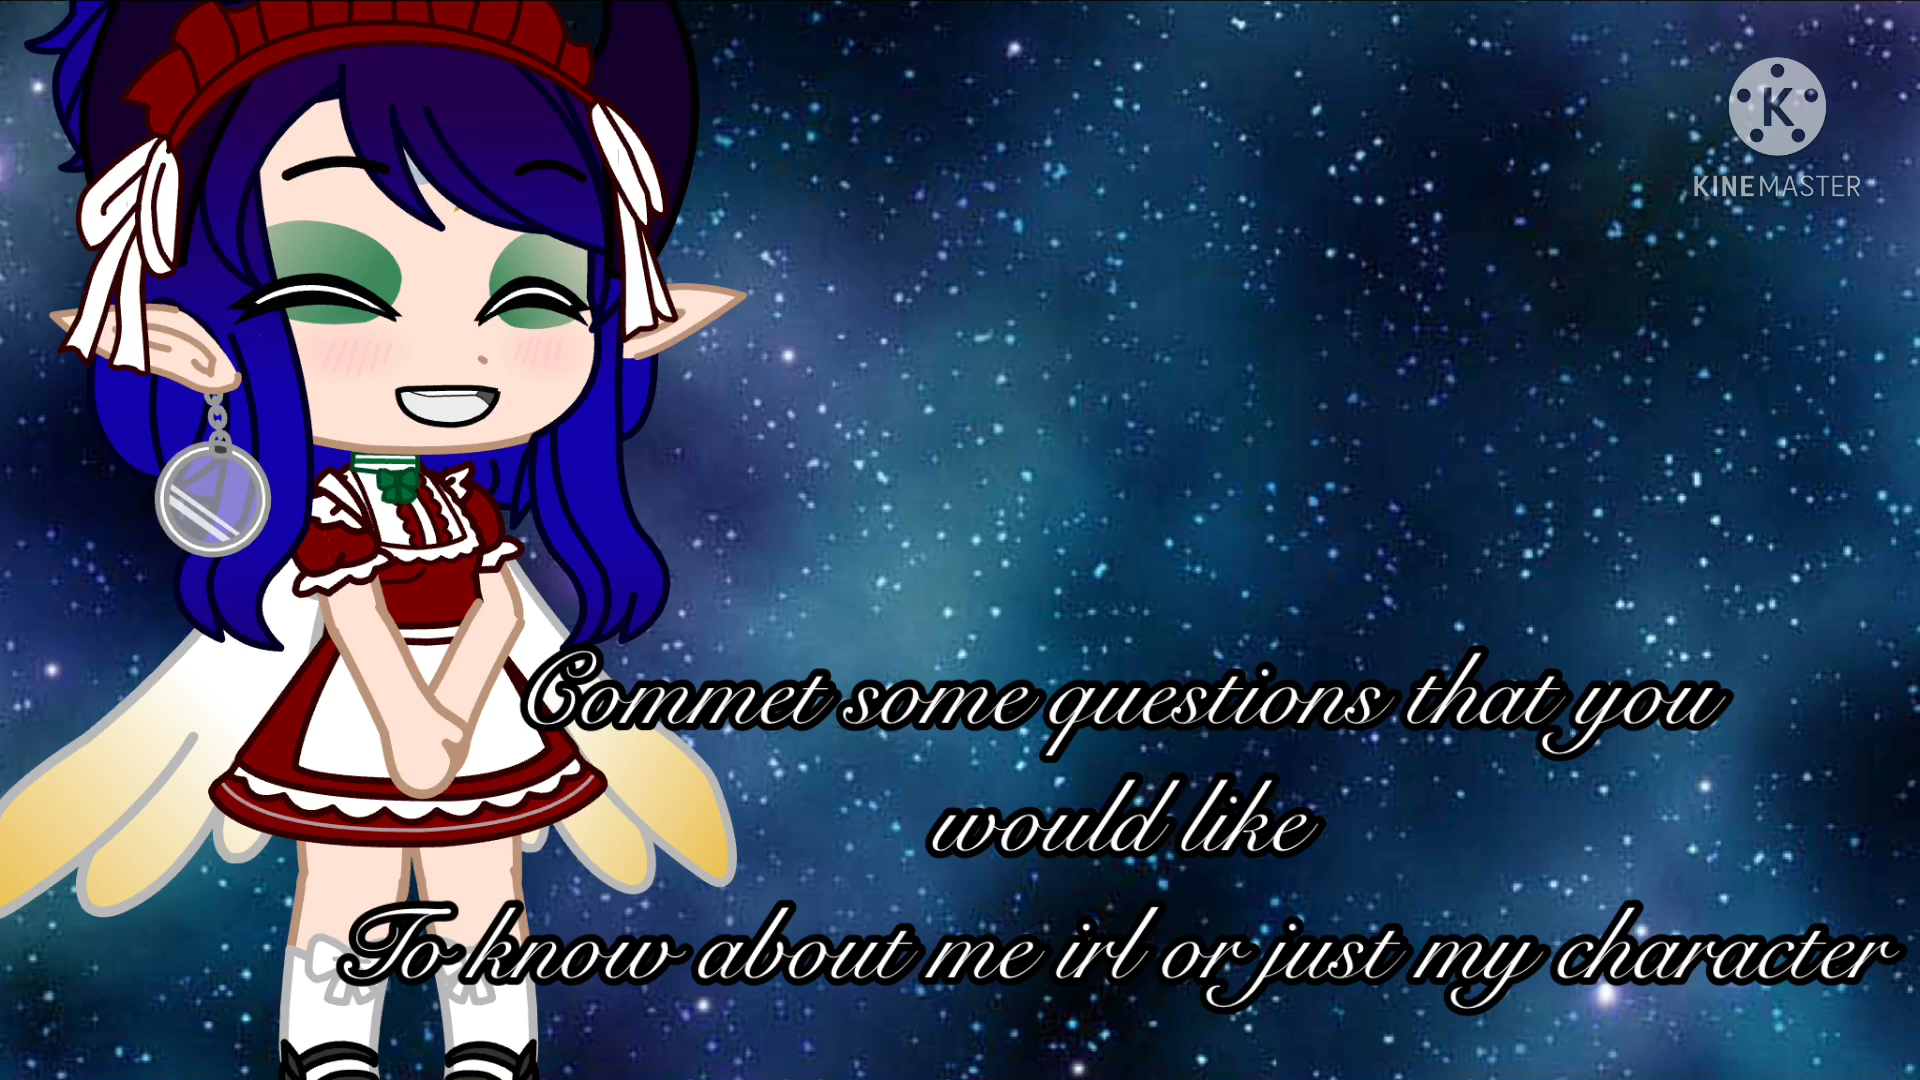 K
KINEMASTER
Commet some questions that you
would like
To know about me irl or just my character